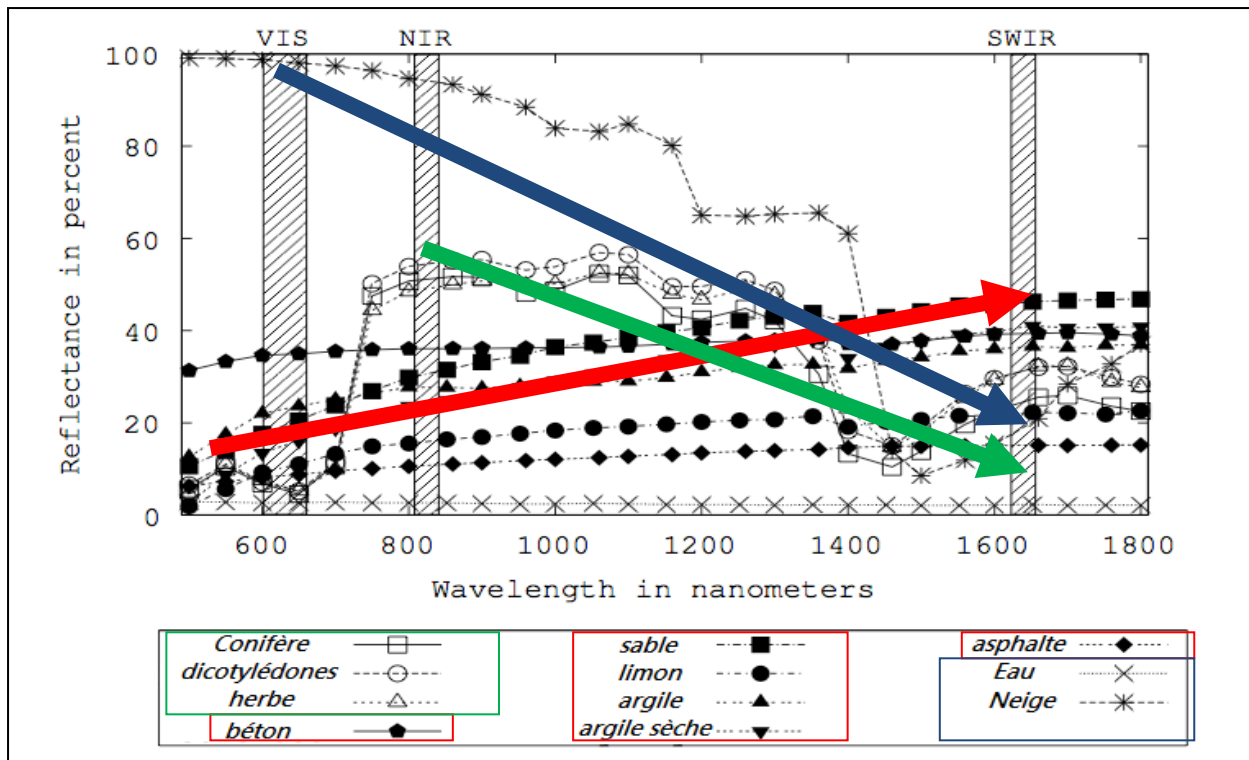 VIS NIR SWIR
100
80
60
40
20
0
Reflectance in percent
600 800 1000 1200 1400 1600 1800
Wavelength in nanometers
Conifère sable asphalte
dicotylédones limon Eau
herbe argile Neige
béton argile sèche